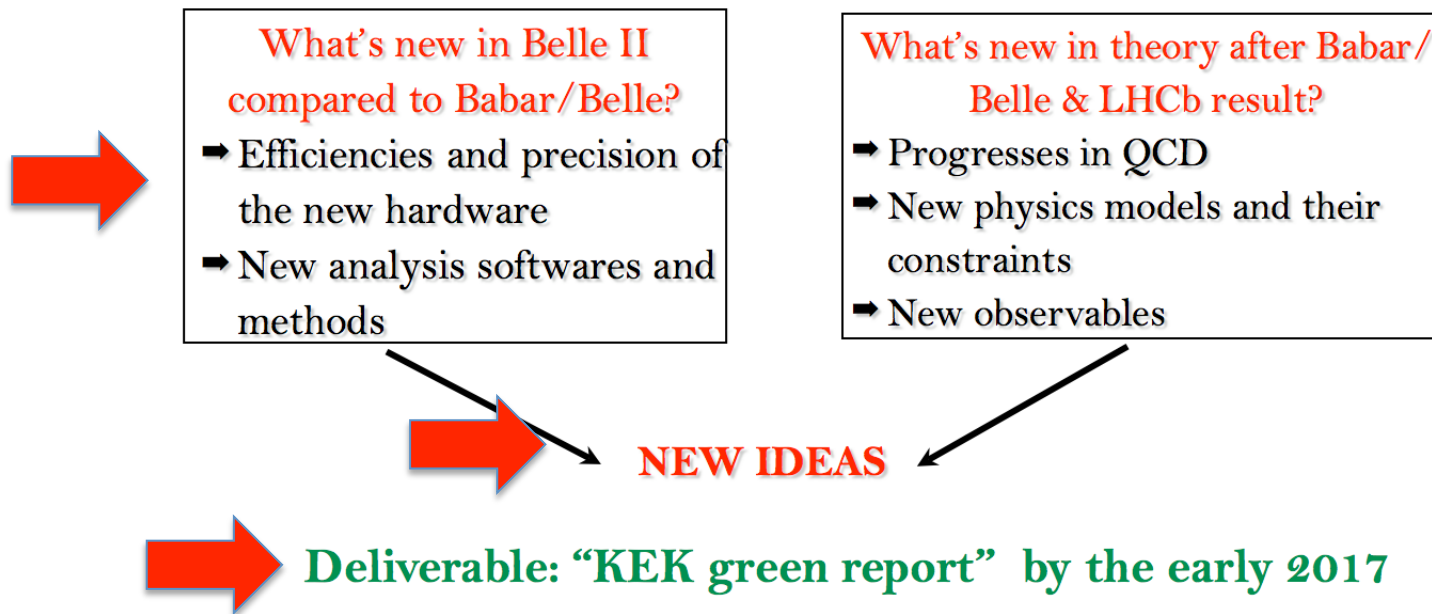 What's new in Belle II
compared to Babar/Belle?
➡ Efficiencies and precision of
the new hardware
➡ New analysis softwares and
methods
What's new in theory after Babar/
Belle & LHCb result?
➡ Progresses in QCD
➡ New physics models and their
constraints
➡ New observables
NEW IDEAS
Deliverable: “KEK green report” by the early 2017